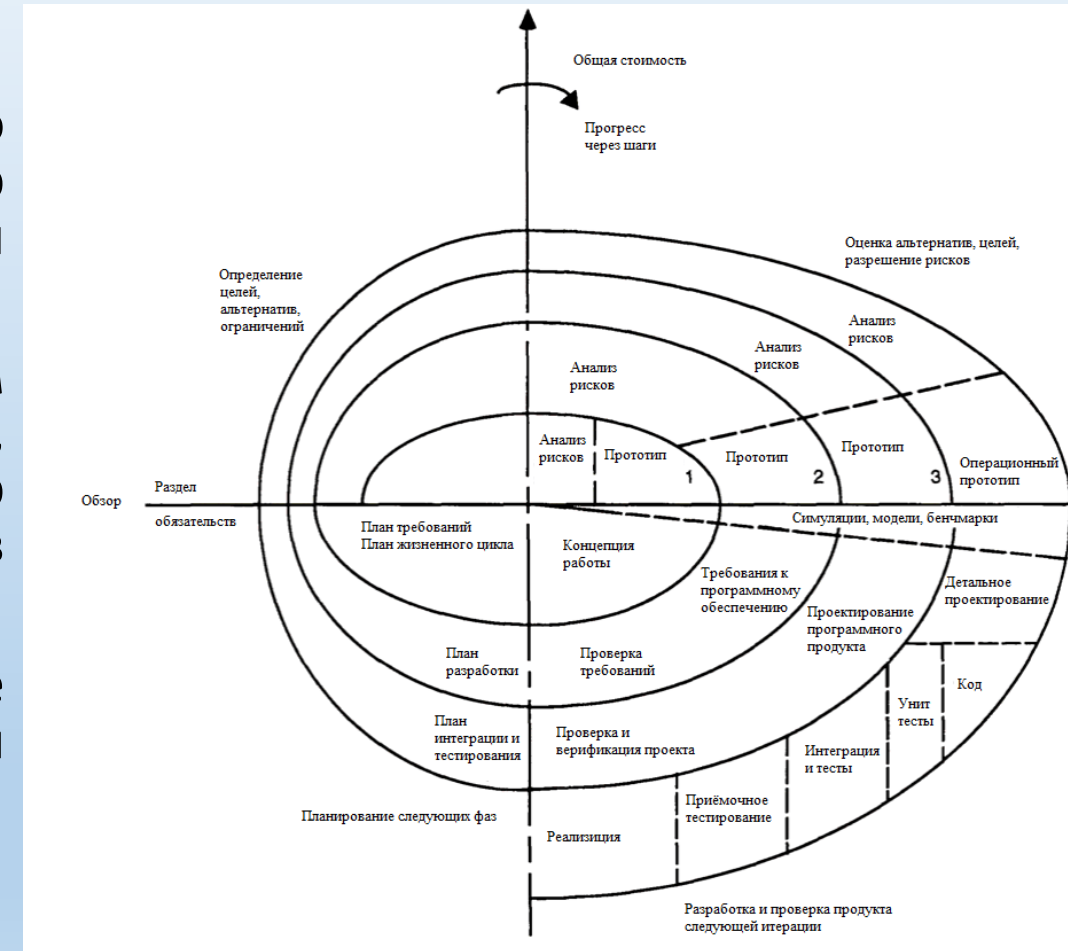 Общая стоимость
Прогресс
через шаги
Оценка альтернатив, целей,
разрешение рисков
Определение
целей,
альтернатив,
ограничений
Анализ
рисков
Анализ
рисков
Анализ
рисков
Анализ
рисков
Прототип
1
Прототип
2
Прототип
3
Операционный
прототип
Обзор
Раздел
обязательств
Симуляции, модели, бенчмарки
План требований
План жизненного цикла
Концепция
работы
Требования к
программному
обеспечению
Проектирование
программного
продукта
Детальное
проектирование
План
разработки
Проверка
требований
Код
Унит
тесты
План
интеграции и
тестирования
Проверка и
верификация проекта
Интеграция
и тесты
Приёмочное
тестирование
Реализиция
Планирование следующих фаз
Разработка и проверка продукта
следующей итерации